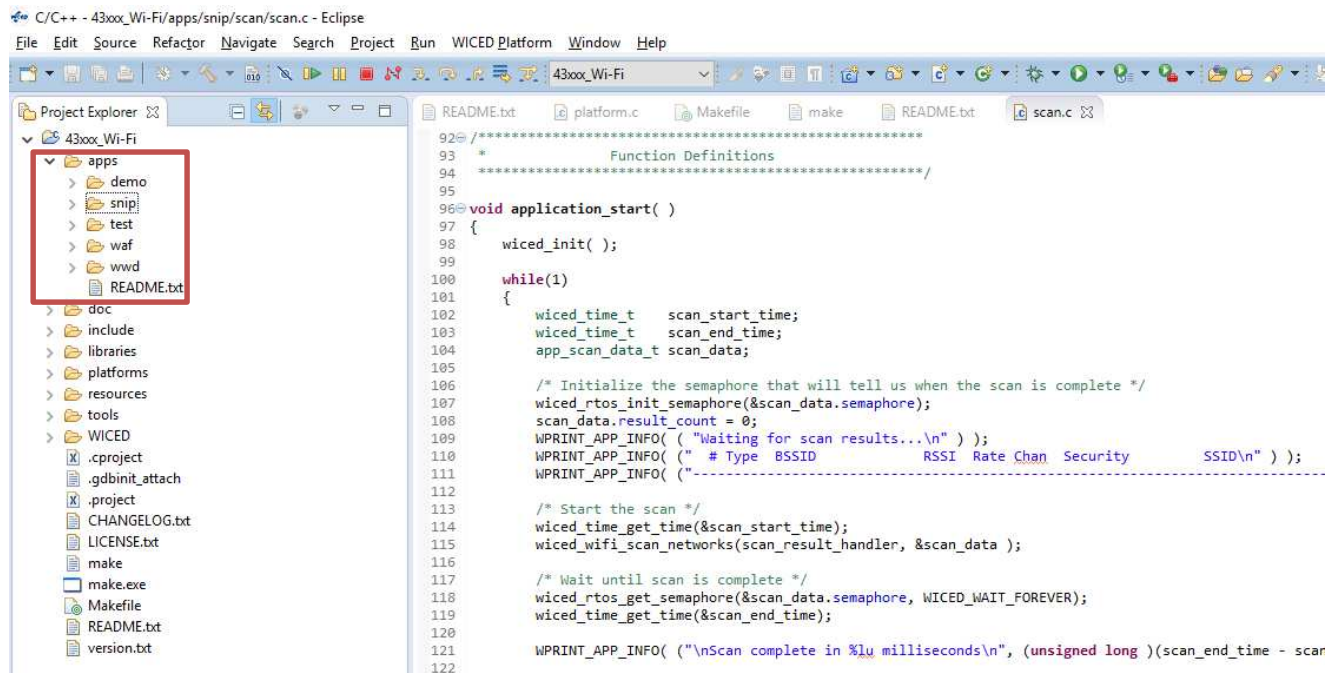 C/C++ - 43xxx_Wi-Fi/apps/snip/scan/scan.c - Eclipse
File Edit Source Refactor Navigate Search Project Run WICED Platform Window Help
43xxx_Wi-Fi
Project Explorer
43xxx_Wi-Fi
apps
demo
snip
test
waf
wwd
README.txt
doc
include
libraries
platforms
resources
tools
WICED
.cproject
.gdbinit_attach
.project
CHANGELOG.txt
LICENSE.txt
make
make.exe
Makefile
README.txt
version.txt
README.txt platform.c Makefile make README.txt scan.c
92 /******************************************************
93  *               Function Definitions
94  ******************************************************/
95
96 void application_start( )
97 {
98     wiced_init( );
99
100     while(1)
101     {
102         wiced_time_t    scan_start_time;
103         wiced_time_t    scan_end_time;
104         app_scan_data_t scan_data;
105
106         /* Initialize the semaphore that will tell us when the scan is complete */
107         wiced_rtos_init_semaphore(&scan_data.semaphore);
108         scan_data.result_count = 0;
109         WPRINT_APP_INFO( ( "Waiting for scan results...\n" ) );
110         WPRINT_APP_INFO( ("  # Type  BSSID             RSSI  Rate Chan  Security         SSID\n" ) );
111         WPRINT_APP_INFO( ("-----------------------------------------------------------------------------
112
113         /* Start the scan */
114         wiced_time_get_time(&scan_start_time);
115         wiced_wifi_scan_networks(scan_result_handler, &scan_data );
116
117         /* Wait until scan is complete */
118         wiced_rtos_get_semaphore(&scan_data.semaphore, WICED_WAIT_FOREVER);
119         wiced_time_get_time(&scan_end_time);
120
121         WPRINT_APP_INFO( ("\nScan complete in %lu milliseconds\n", (unsigned long )(scan_end_time - scan
122